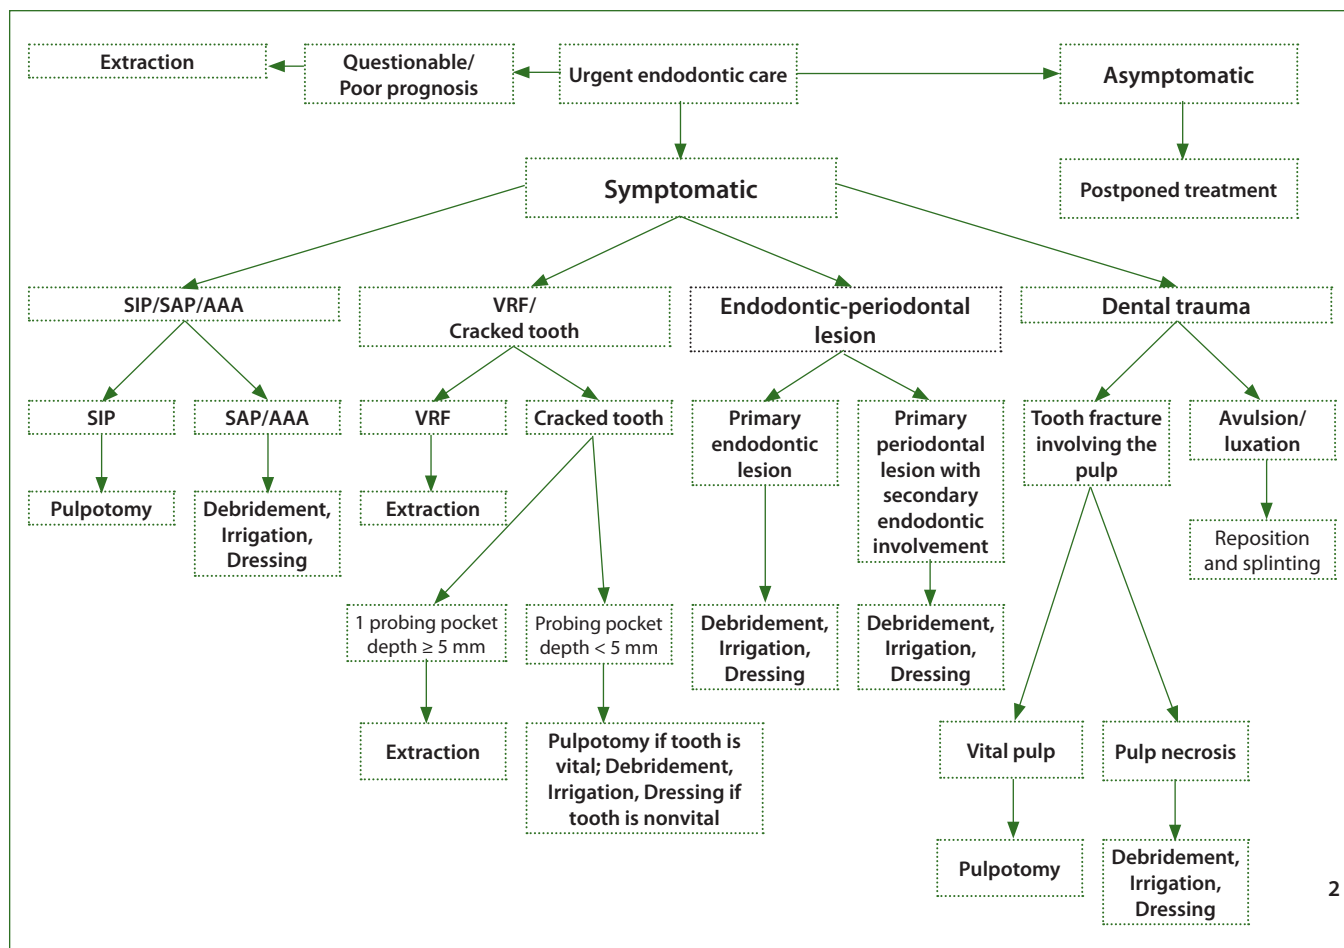 Extraction
Questionable/
Poor prognosis
Urgent endodontic care
Asymptomatic
Symptomatic
Postponed treatment
SIP/SAP/AAA
VRF/
Cracked tooth
Endodontic-periodontal
lesion
Dental trauma
SIP
SAP/AAA
VRF
Cracked tooth
Primary
endodontic
lesion
Primary
periodontal
lesion with
secondary
endodontic
involvement
Tooth fracture
involving the
pulp
Avulsion/
luxation
Pulpotomy
Debridement,
Irrigation,
Dressing
Extraction
Reposition
and splinting
1 probing pocket
depth ≥ 5 mm
Probing pocket
depth < 5 mm
Debridement,
Irrigation,
Dressing
Debridement,
Irrigation,
Dressing
Extraction
Pulpotomy if tooth is
vital; Debridement,
Irrigation, Dressing if
tooth is nonvital
Vital pulp
Pulp necrosis
Pulpotomy
Debridement,
Irrigation,
Dressing
2